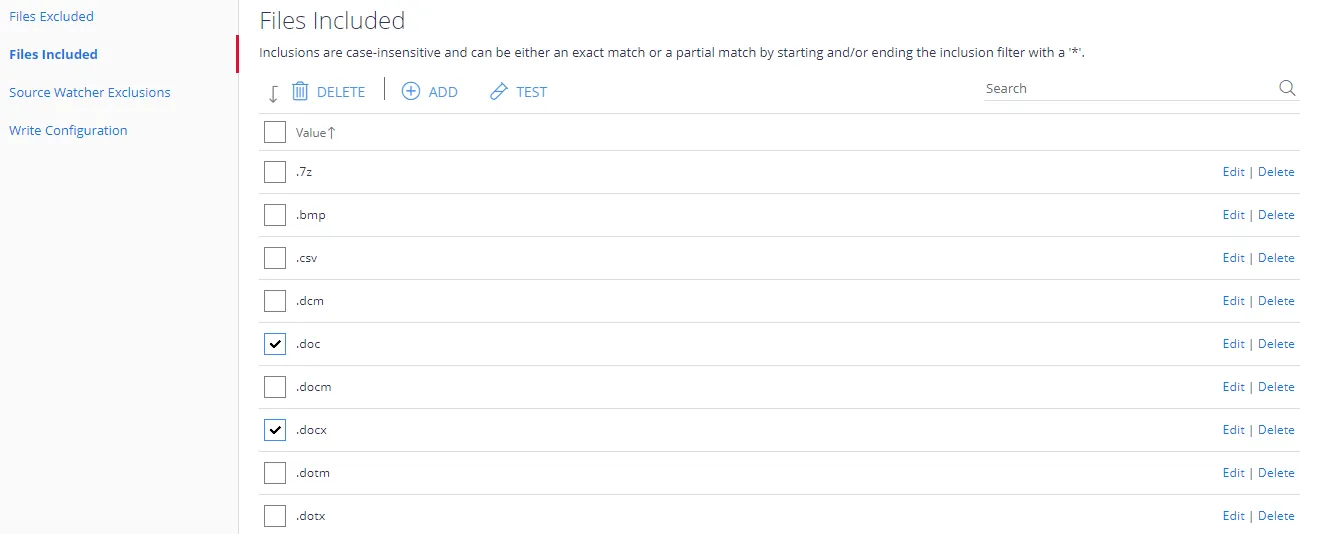 Files Excluded
Files Included
Source Watcher Exclusions
Write Configuration
Files Included
Inclusions are case-insensitive and can be either an exact match or a partial match by starting and/or ending the inclusion filter with a '*'.
DELETE | ADD TEST Search
Value↑
.7z Edit | Delete
.bmp Edit | Delete
.csv Edit | Delete
.dcm Edit | Delete
.doc Edit | Delete
.docm Edit | Delete
.docx Edit | Delete
.dotm Edit | Delete
.dotx Edit | Delete